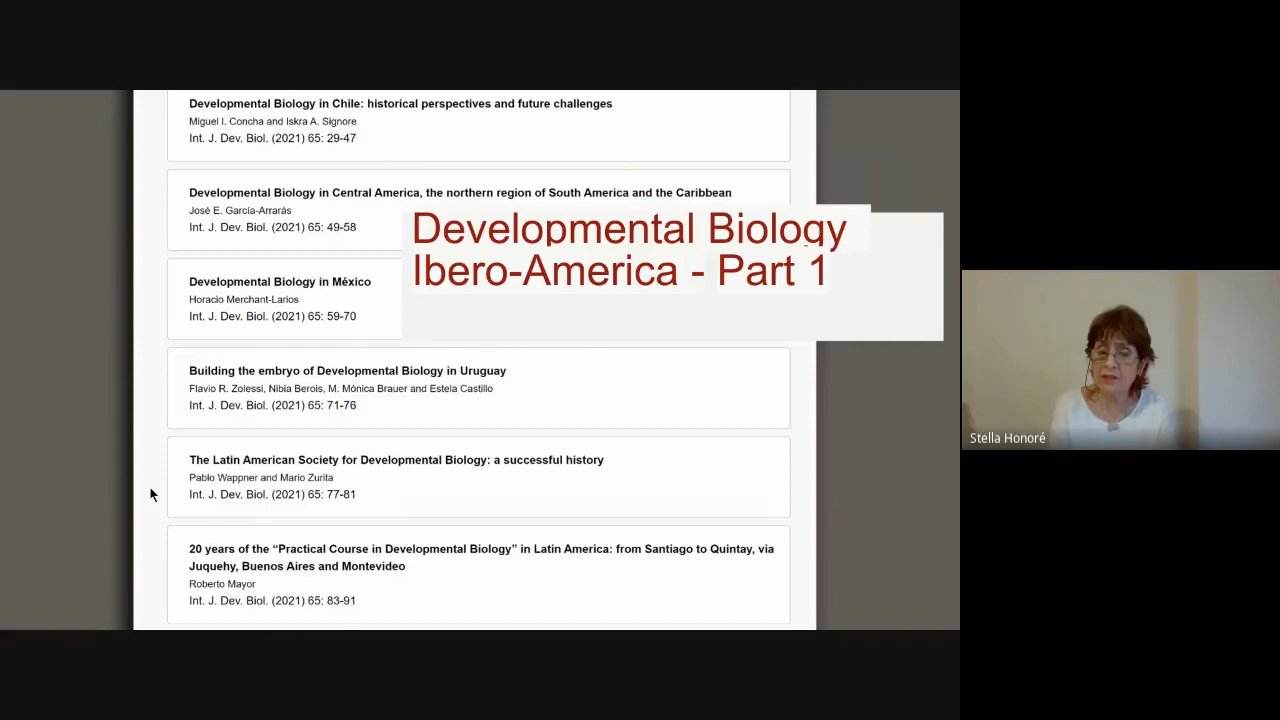 Developmental Biology in Chile: historical perspectives and future challenges
Miguel I. Concha and Iskra A. Signore
Int. J. Dev. Biol. (2021) 65: 29-47
Developmental Biology in Central America, the northern region of South America and the Caribbean
José E. García-Arrarás
Int. J. Dev. Biol. (2021) 65: 49-58
Developmental Biology
Ibero-America - Part 1
Developmental Biology in México
Horacio Merchant-Larios
Int. J. Dev. Biol. (2021) 65: 59-70
Building the embryo of Developmental Biology in Uruguay
Flavio R. Zolessi, Nibia Berois, M. Mónica Brauer and Estela Castillo
Int. J. Dev. Biol. (2021) 65: 71-76
The Latin American Society for Developmental Biology: a successful history
Pablo Wappner and Mario Zurita
Int. J. Dev. Biol. (2021) 65: 77-81
20 years of the “Practical Course in Developmental Biology” in Latin America: from Santiago to Quintay, via
Juquehy, Buenos Aires and Montevideo
Roberto Mayor
Int. J. Dev. Biol. (2021) 65: 83-91
Stella Honoré